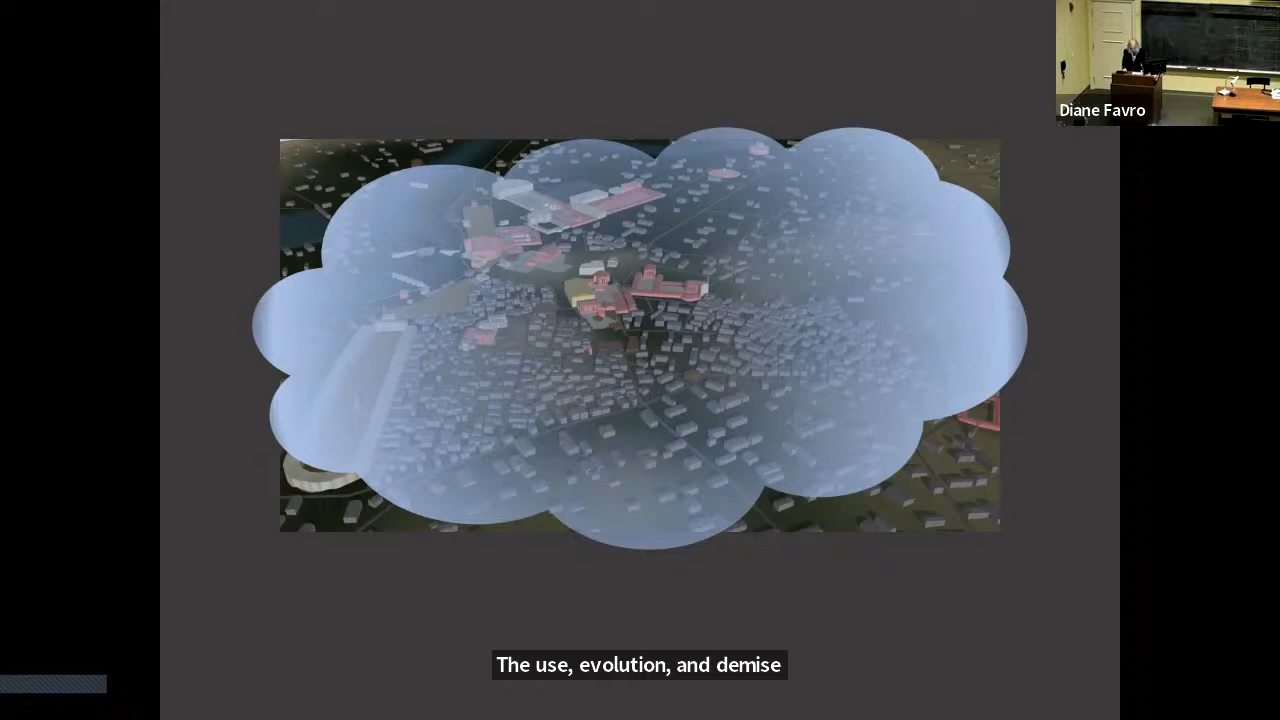 Diane Favro
The use, evolution, and demise